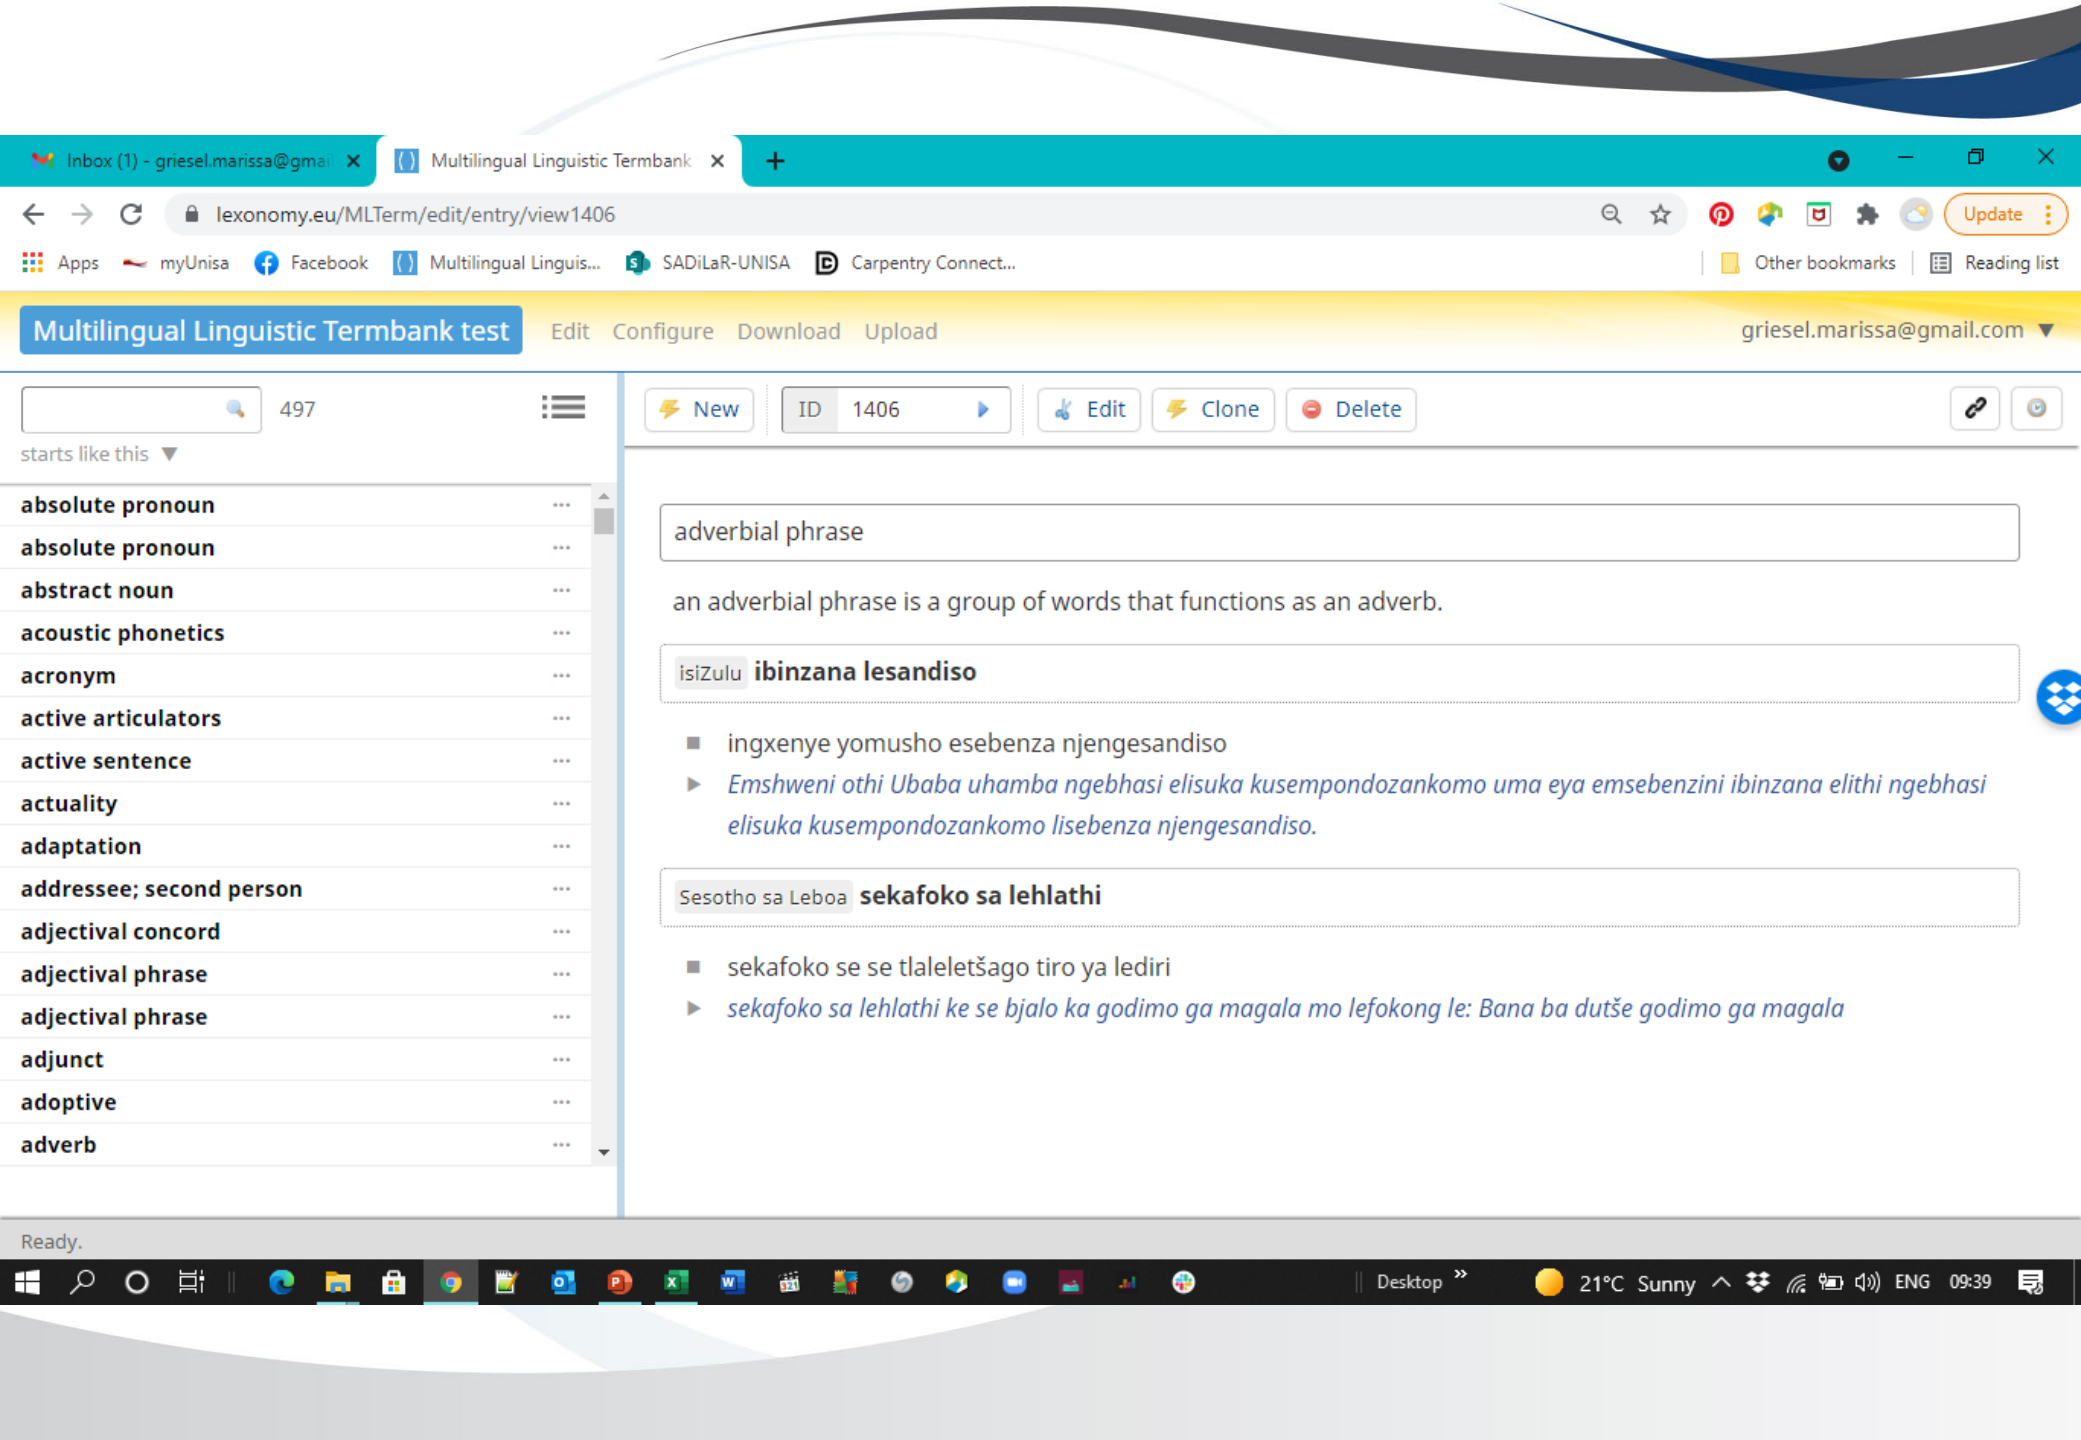 Inbox (1) - griesel.marissa@gmai
Multilingual Linguistic Termbank
lexonomy.eu/MLTerm/edit/entry/view1406
Update
Apps myUnisa Facebook Multilingual Linguis... SADiLaR-UNISA Carpentry Connect... Other bookmarks Reading list
Multilingual Linguistic Termbank test Edit Configure Download Upload griesel.marissa@gmail.com ▼
497
starts like this ▼
absolute pronoun
absolute pronoun
abstract noun
acoustic phonetics
acronym
active articulators
active sentence
actuality
adaptation
addressee; second person
adjectival concord
adjectival phrase
adjectival phrase
adjunct
adoptive
adverb
New ID 1406 Edit Clone Delete
adverbial phrase
an adverbial phrase is a group of words that functions as an adverb.
isiZulu ibinzana lesandiso
ingxenye yomusho esebenza njengesandiso
Emshweni othi Ubaba uhamba ngebhasi elisuka kusempondozankomo uma eya emsebenzini ibinzana elithi ngebhasi
elisuka kusempondozankomo lisebenza njengesandiso.
Sesotho sa Leboa sekafoko sa lehlathi
sekafoko se se tlaleletšago tiro ya lediri
sekafoko sa lehlathi ke se bjalo ka godimo ga magala mo lefokong le: Bana ba dutše godimo ga magala
Ready.
Desktop » 21°C Sunny ENG 09:39